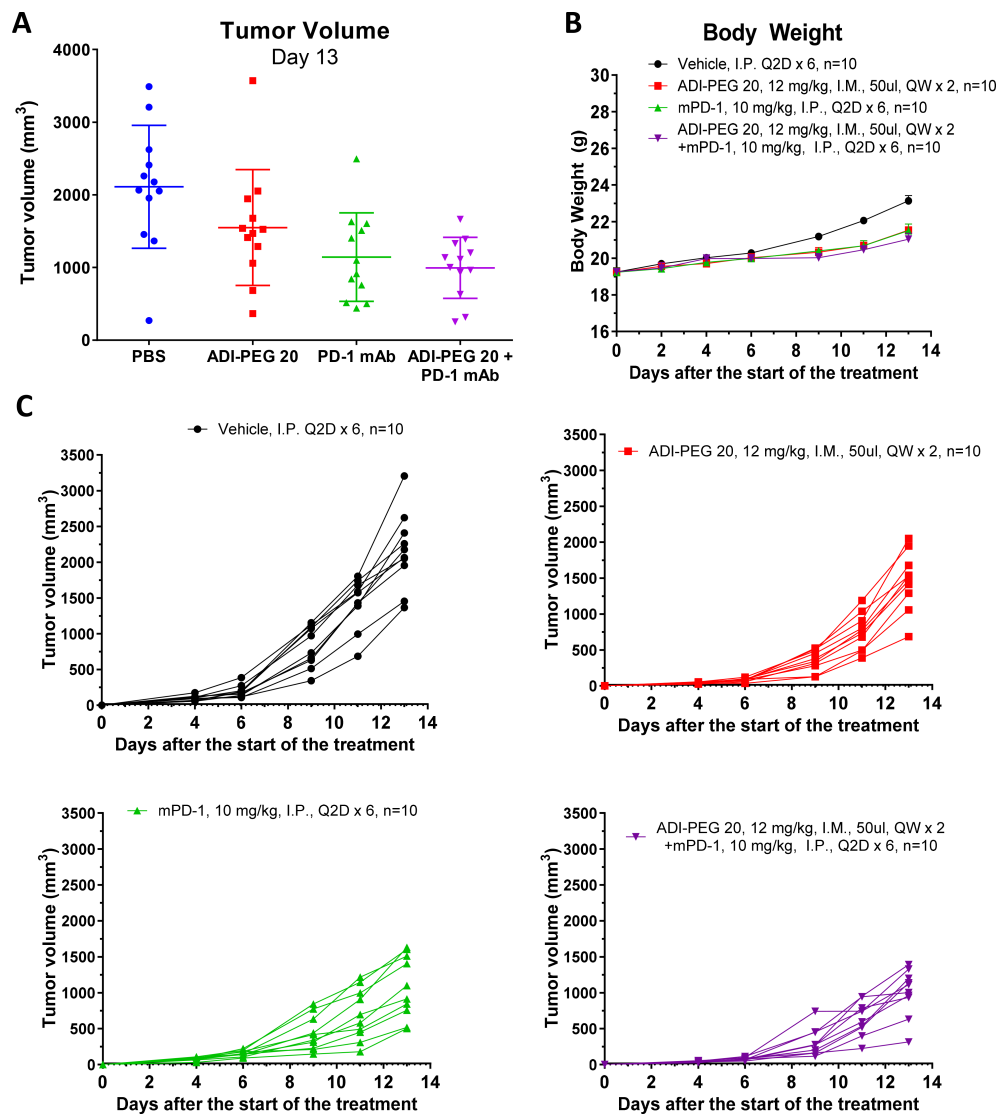 A
Tumor Volume
Day 13
Tumor volume (mm³)
4000
3000
2000
1000
0
PBS
ADI-PEG 20
PD-1 mAb
ADI-PEG 20 +
PD-1 mAb
B
Body Weight
Vehicle, I.P. Q2D x 6, n=10
ADI-PEG 20, 12 mg/kg, I.M., 50ul, QW x 2, n=10
mPD-1, 10 mg/kg, I.P., Q2D x 6, n=10
ADI-PEG 20, 12 mg/kg, I.M., 50ul, QW x 2
+mPD-1, 10 mg/kg, I.P., Q2D x 6, n=10
Body Weight (g)
30
28
26
24
22
20
18
16
0 2 4 6 8 10 12 14
Days after the start of the treatment
C
Vehicle, I.P. Q2D x 6, n=10
Tumor volume (mm³)
3500
3000
2500
2000
1500
1000
500
0
0 2 4 6 8 10 12 14
Days after the start of the treatment
ADI-PEG 20, 12 mg/kg, I.M., 50ul, QW x 2, n=10
Tumor volume (mm³)
3500
3000
2500
2000
1500
1000
500
0
0 2 4 6 8 10 12 14
Days after the start of the treatment
mPD-1, 10 mg/kg, I.P., Q2D x 6, n=10
Tumor volume (mm³)
3500
3000
2500
2000
1500
1000
500
0
0 2 4 6 8 10 12 14
Days after the start of the treatment
ADI-PEG 20, 12 mg/kg, I.M., 50ul, QW x 2
+mPD-1, 10 mg/kg, I.P., Q2D x 6, n=10
Tumor volume (mm³)
3500
3000
2500
2000
1500
1000
500
0
0 2 4 6 8 10 12 14
Days after the start of the treatment